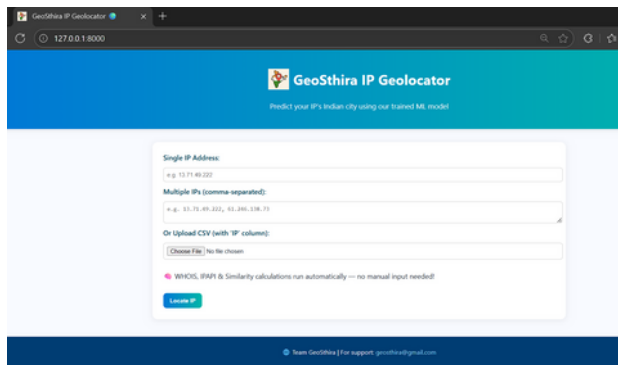 GeoSthira IP Geolocator
127.0.0.1:8000
GeoSthira IP Geolocator
Predict your IP's Indian city using our trained ML model
Single IP Address:
e.g 13.71.49.222
Multiple IPs (comma-separated):
e.g. 13.71.49.222, 61.246.138.73
Or Upload CSV (with 'IP' column):
Choose File No file chosen
WHOIS, IPAPI & Similarity calculations run automatically — no manual input needed!
Locate IP
Team GeoSthira | For support: geosthira@gmail.com